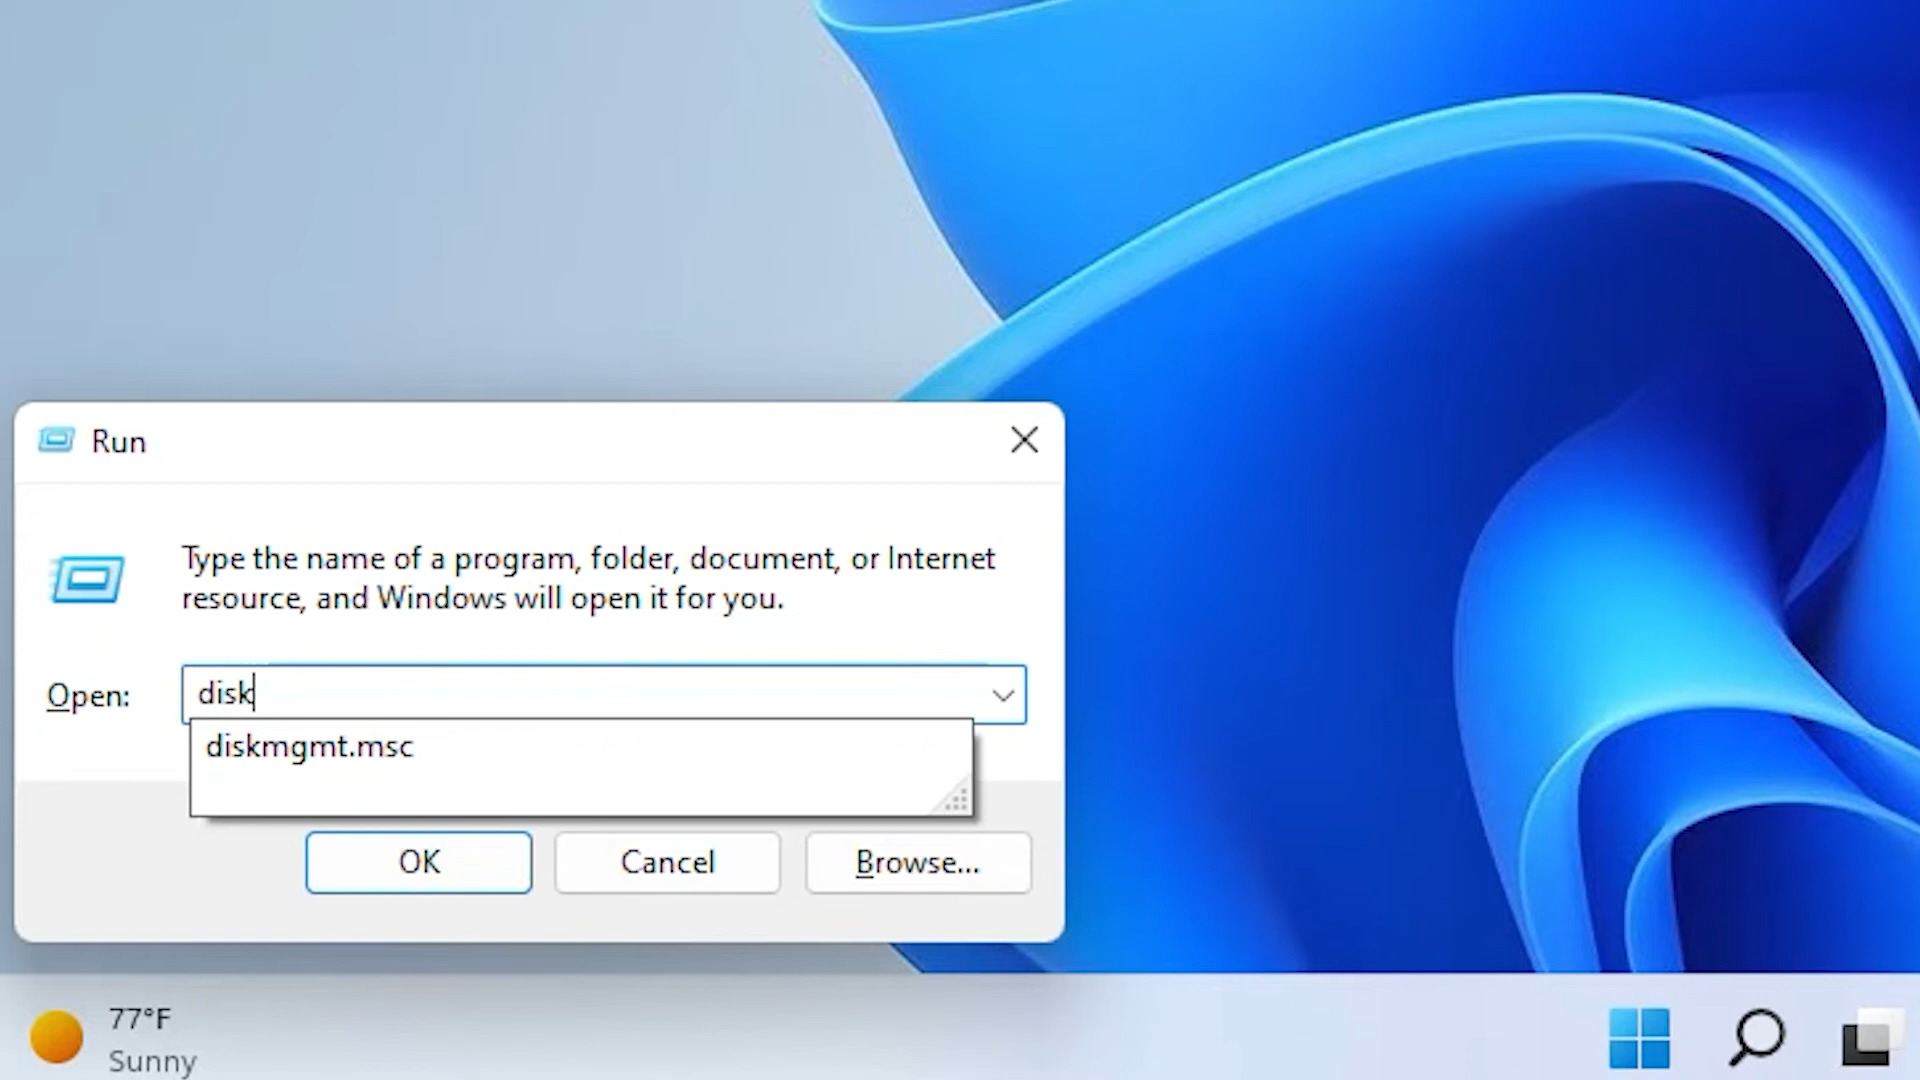 Run
Type the name of a program, folder, document, or Internet
resource, and Windows will open it for you.
Open:
disk
diskmgmt.msc
OK
Cancel
Browse...
77°F
Sunny